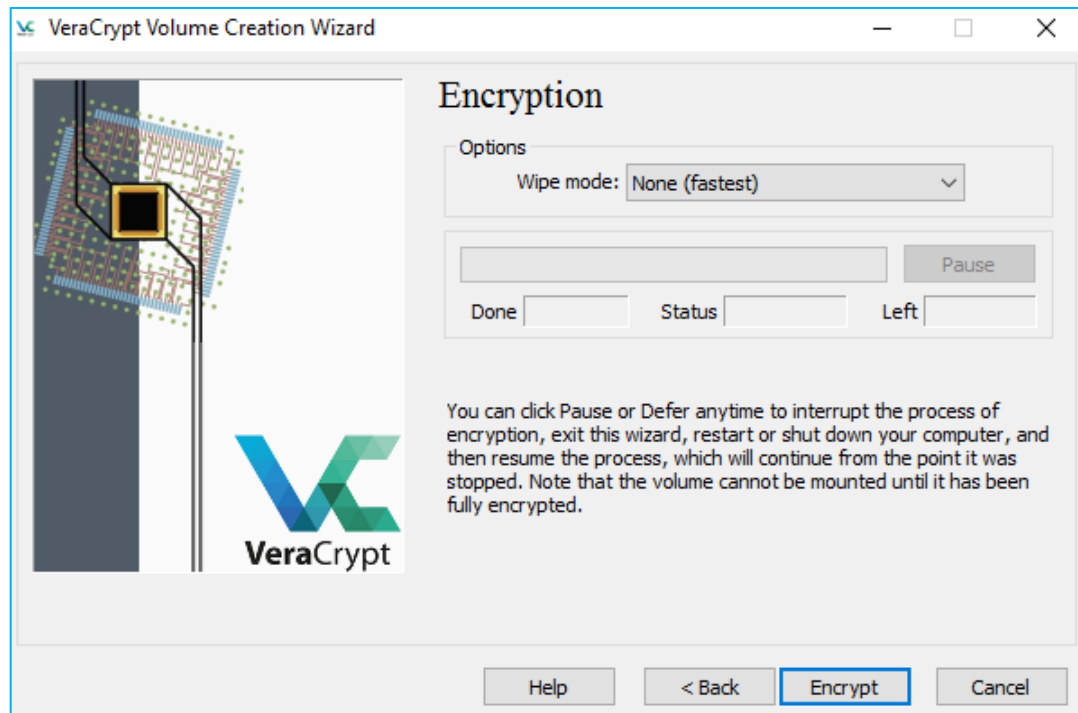 VeraCrypt Volume Creation Wizard
Encryption
Options
Wipe mode: None (fastest)
Pause
Done Status Left
You can click Pause or Defer anytime to interrupt the process of
encryption, exit this wizard, restart or shut down your computer, and
then resume the process, which will continue from the point it was
stopped. Note that the volume cannot be mounted until it has been
fully encrypted.
VeraCrypt
Help < Back Encrypt Cancel